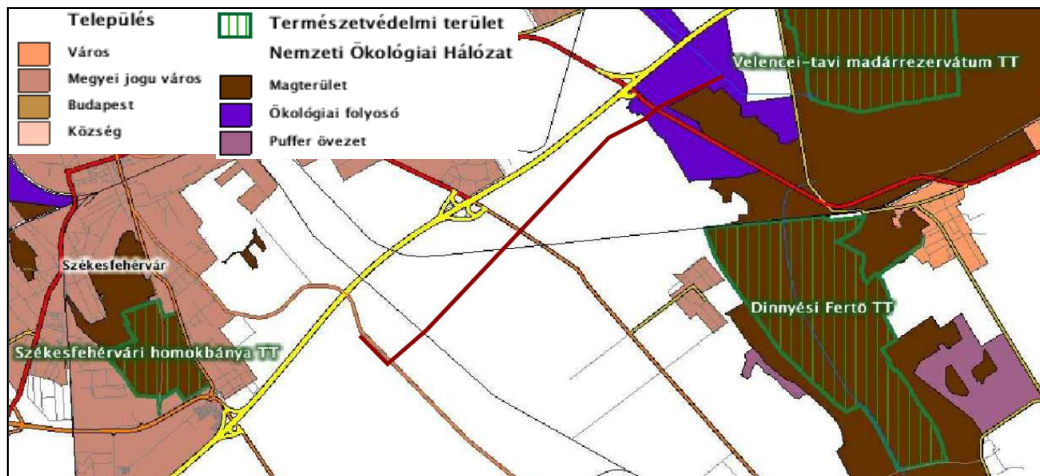 Település
Város
Megyei jogu város
Budapest
Község
Természetvédelmi terület
Nemzeti Ökológiai Hálózat
Magterület
Ökológiai folyosó
Puffer övezet
Velencei-tavi madárrezervátum TT
Székesfehérvár
Dinnyési Fertő TT
Székesfehérvári homokbánya TT